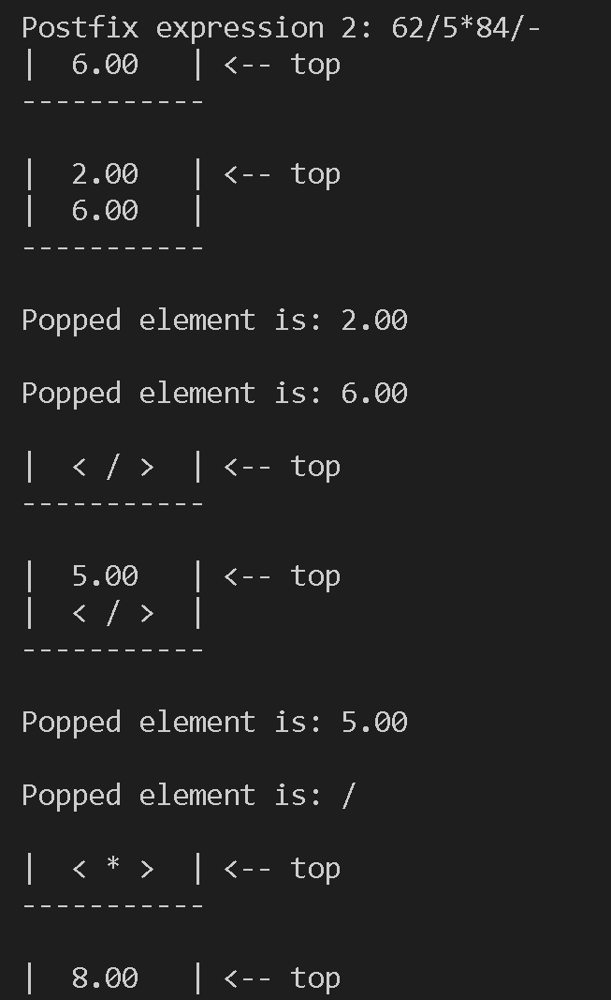 Postfix expression 2: 62/5*84/-
|  6.00   | <-- top
-----------
|  2.00   | <-- top
|  6.00   |
-----------
Popped element is: 2.00
Popped element is: 6.00
|  < / >  | <-- top
-----------
|  5.00   | <-- top
|  < / >  |
-----------
Popped element is: 5.00
Popped element is: /
|  < * >  | <-- top
-----------
|  8.00   | <-- top